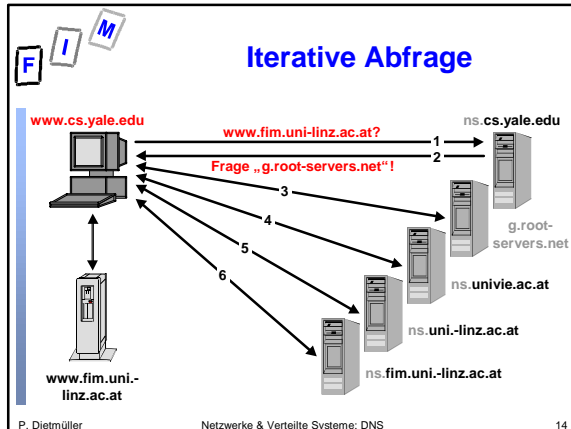 F I M
Iterative Abfrage
www.cs.yale.edu
www.fim.uni-linz.ac.at?
ns.cs.yale.edu
1
2
Frage „g.root-servers.net“!
3
g.root-
servers.net
4
ns.univie.ac.at
5
ns.uni.-linz.ac.at
6
ns.fim.uni.-linz.ac.at
www.fim.uni.-
linz.ac.at
P. Dietmüller Netzwerke & Verteilte Systeme: DNS 14